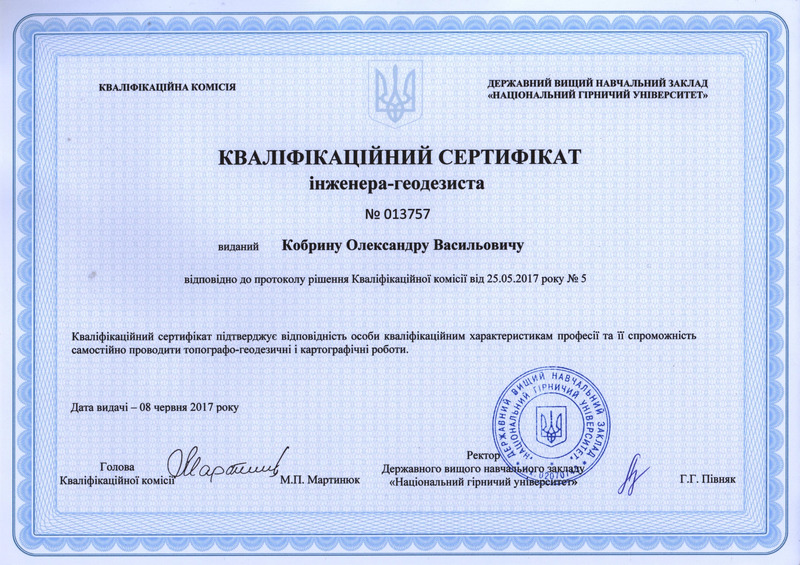 КВАЛІФІКАЦІЙНА КОМІСІЯ
ДЕРЖАВНИЙ ВИЩИЙ НАВЧАЛЬНИЙ ЗАКЛАД
«НАЦІОНАЛЬНИЙ ГІРНИЧИЙ УНІВЕРСИТЕТ»
КВАЛІФІКАЦІЙНИЙ СЕРТИФІКАТ
інженера-геодезиста
№ 013757
виданий Кобрину Олександру Васильовичу
відповідно до протоколу рішення Кваліфікаційної комісії від 25.05.2017 року № 5
Кваліфікаційний сертифікат підтверджує відповідність особи кваліфікаційним характеристикам професії та її спроможність
самостійно проводити топографо-геодезичні і картографічні роботи.
Дата видачі – 08 червня 2017 року
ДЕРЖАВНИЙ ВИЩИЙ НАВЧАЛЬНИЙ ЗАКЛАД
НАЦІОНАЛЬНИЙ ГІРНИЧИЙ УНІВЕРСИТЕТ
Голова
Кваліфікаційної комісії
М.П. Мартинюк
Ректор
Державного вищого навчального закладу
«Національний гірничий університет»
Г.Г. Півняк